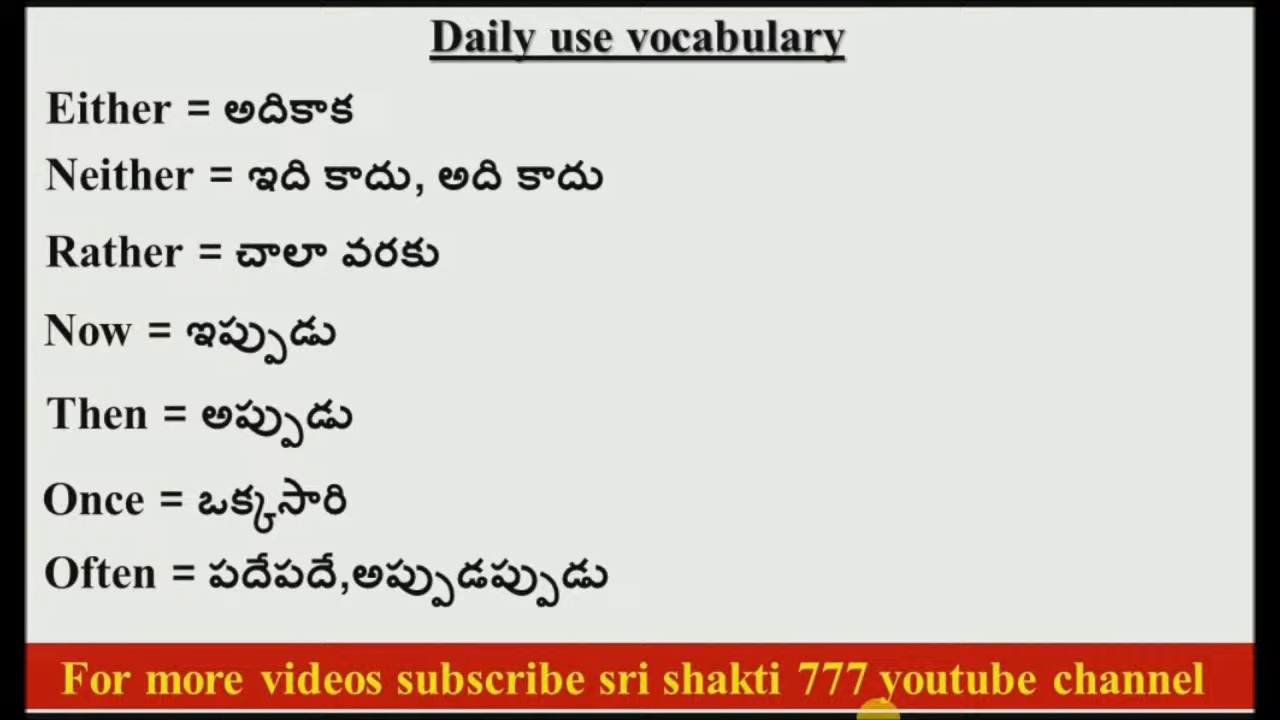 Daily use vocabulary
Either = అదికాక
Neither = ఇది కాదు, అది కాదు
Rather = చాలా వరకు
Now = ఇప్పుడు
Then = అప్పుడు
Once = ఒక్కసారి
Often = పదేపదే,అప్పుడప్పుడు
For more videos subscribe sri shakti 777 youtube channel